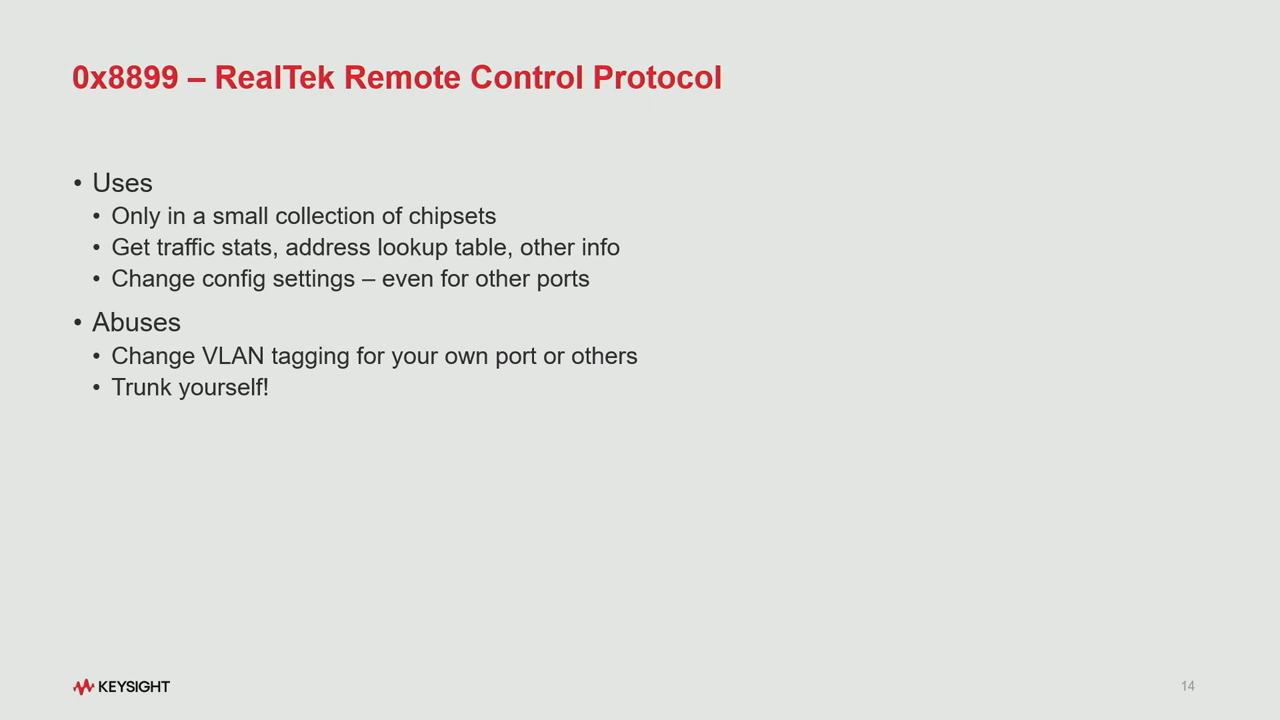 0x8899 – RealTek Remote Control Protocol
• Uses
• Only in a small collection of chipsets
• Get traffic stats, address lookup table, other info
• Change config settings – even for other ports
• Abuses
• Change VLAN tagging for your own port or others
• Trunk yourself!
KEYSIGHT
14